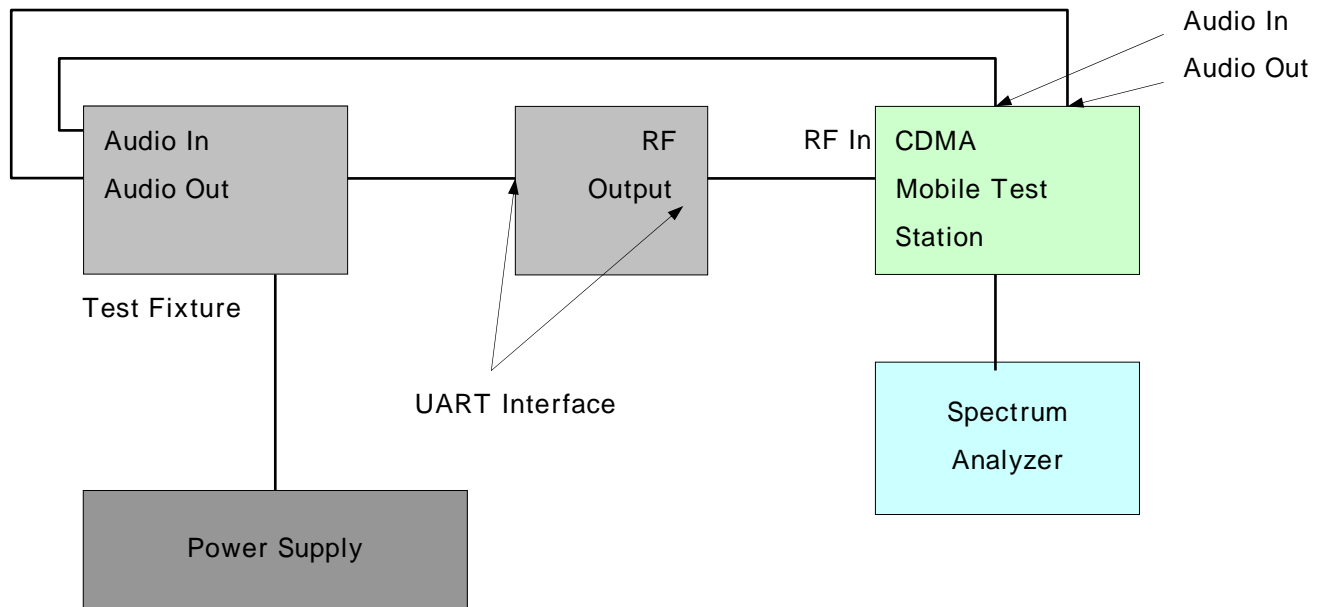 Audio In
Audio Out
Audio In
Audio Out
RF
Output
RF In
CDMA
Mobile Test
Station
Test Fixture
UART Interface
Spectrum
Analyzer
Power Supply